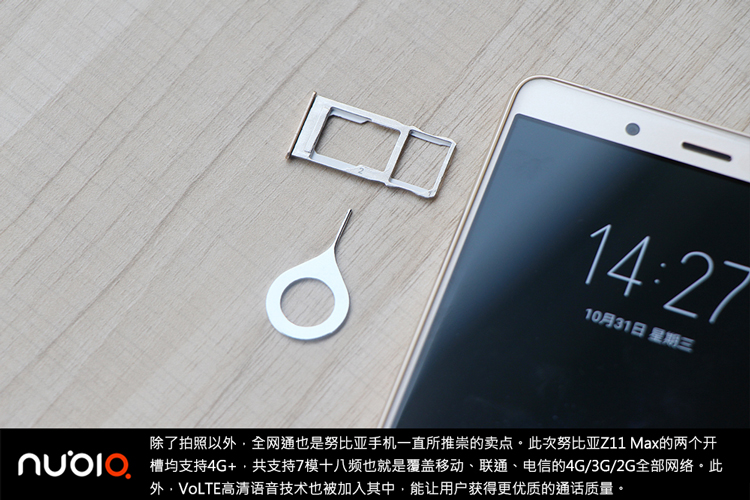 2
14:27
10月31日 星期三
nubia
除了拍照以外，全网通也是努比亚手机一直所推崇的卖点。此次努比亚Z11 Max的两个开
槽均支持4G+，共支持7模十八频也就是覆盖移动、联通、电信的4G/3G/2G全部网络。此
外，VoLTE高清语音技术也被加入其中，能让用户获得更优质的通话质量。